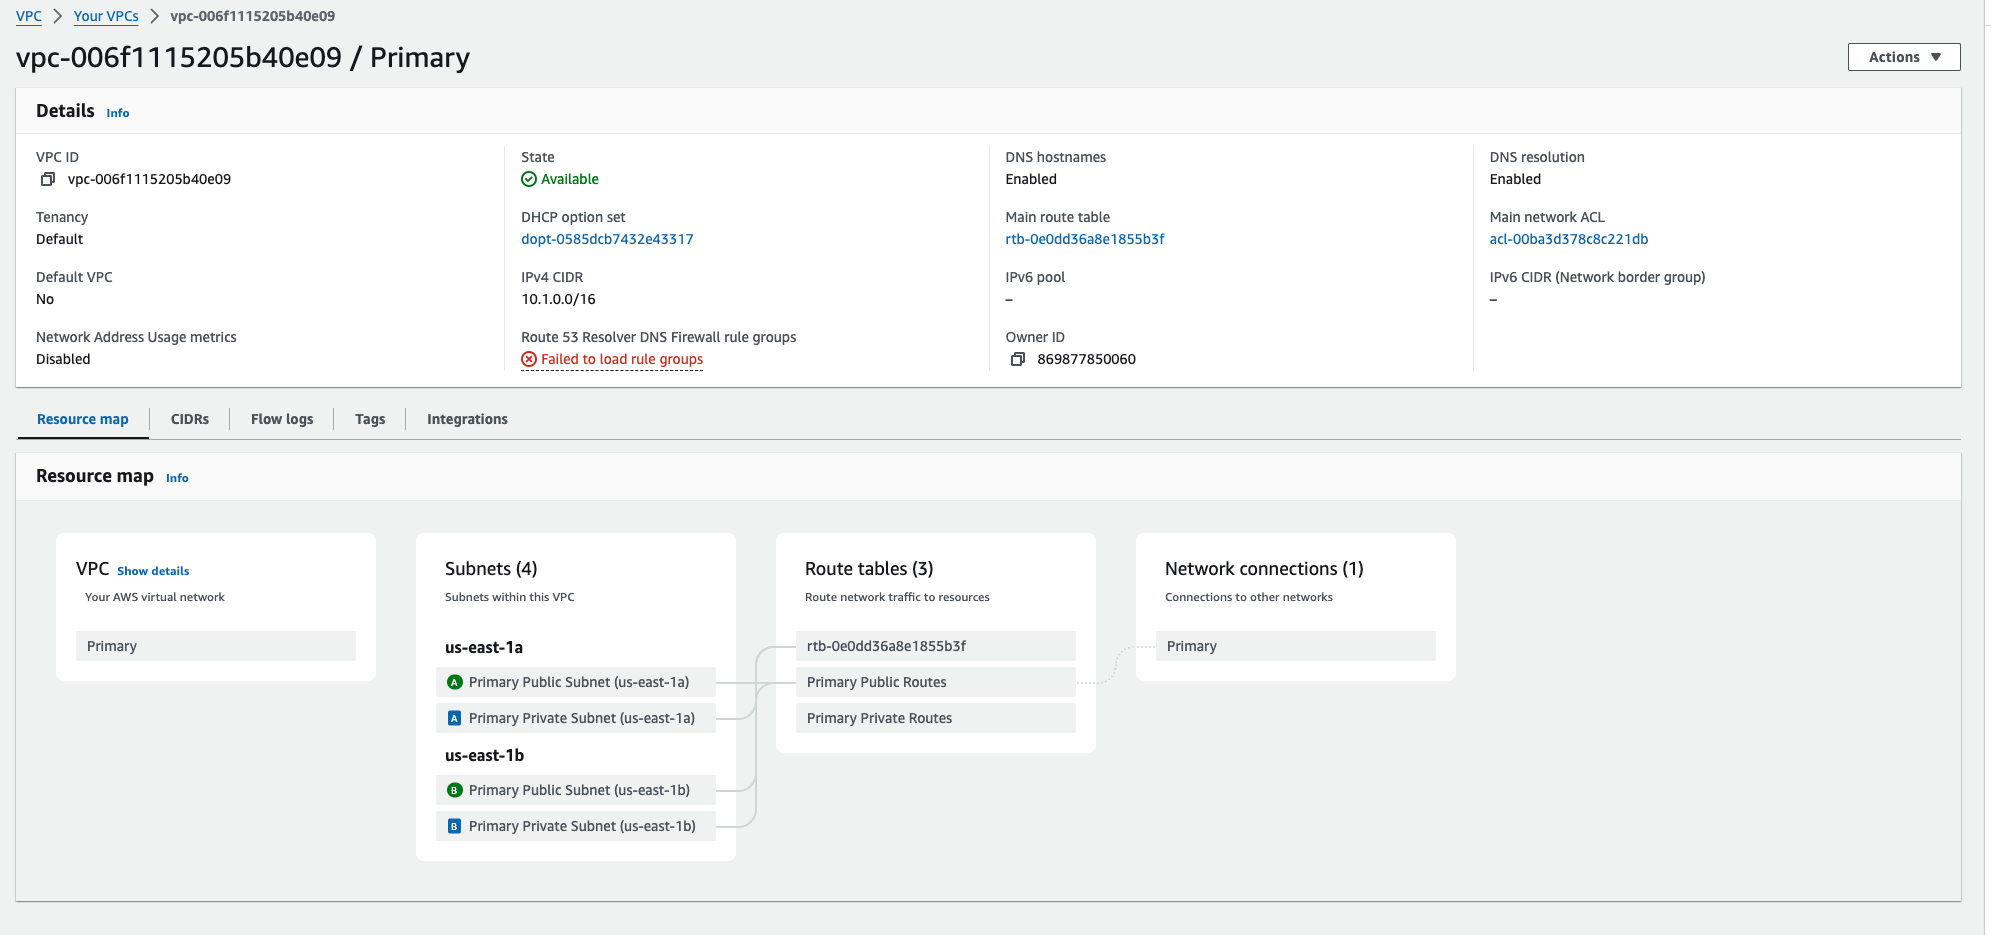 VPC > Your VPCs > vpc-006f1115205b40e09
vpc-006f1115205b40e09 / Primary
Actions
Details Info
VPC ID
vpc-006f1115205b40e09
State
Available
DNS hostnames
Enabled
DNS resolution
Enabled
Tenancy
Default
DHCP option set
dopt-0585dcb7432e43317
Main route table
rtb-0e0dd36a8e1855b3f
Main network ACL
acl-00ba3d378c8c221db
Default VPC
No
IPv4 CIDR
10.1.0.0/16
IPv6 pool
–
IPv6 CIDR (Network border group)
–
Network Address Usage metrics
Disabled
Route 53 Resolver DNS Firewall rule groups
Failed to load rule groups
Owner ID
869877850060
Resource map
CIDRs
Flow logs
Tags
Integrations
Resource map Info
VPC Show details
Your AWS virtual network
Primary
Subnets (4)
Subnets within this VPC
us-east-1a
A Primary Public Subnet (us-east-1a)
A Primary Private Subnet (us-east-1a)
us-east-1b
B Primary Public Subnet (us-east-1b)
B Primary Private Subnet (us-east-1b)
Route tables (3)
Route network traffic to resources
rtb-0e0dd36a8e1855b3f
Primary Public Routes
Primary Private Routes
Network connections (1)
Connections to other networks
Primary